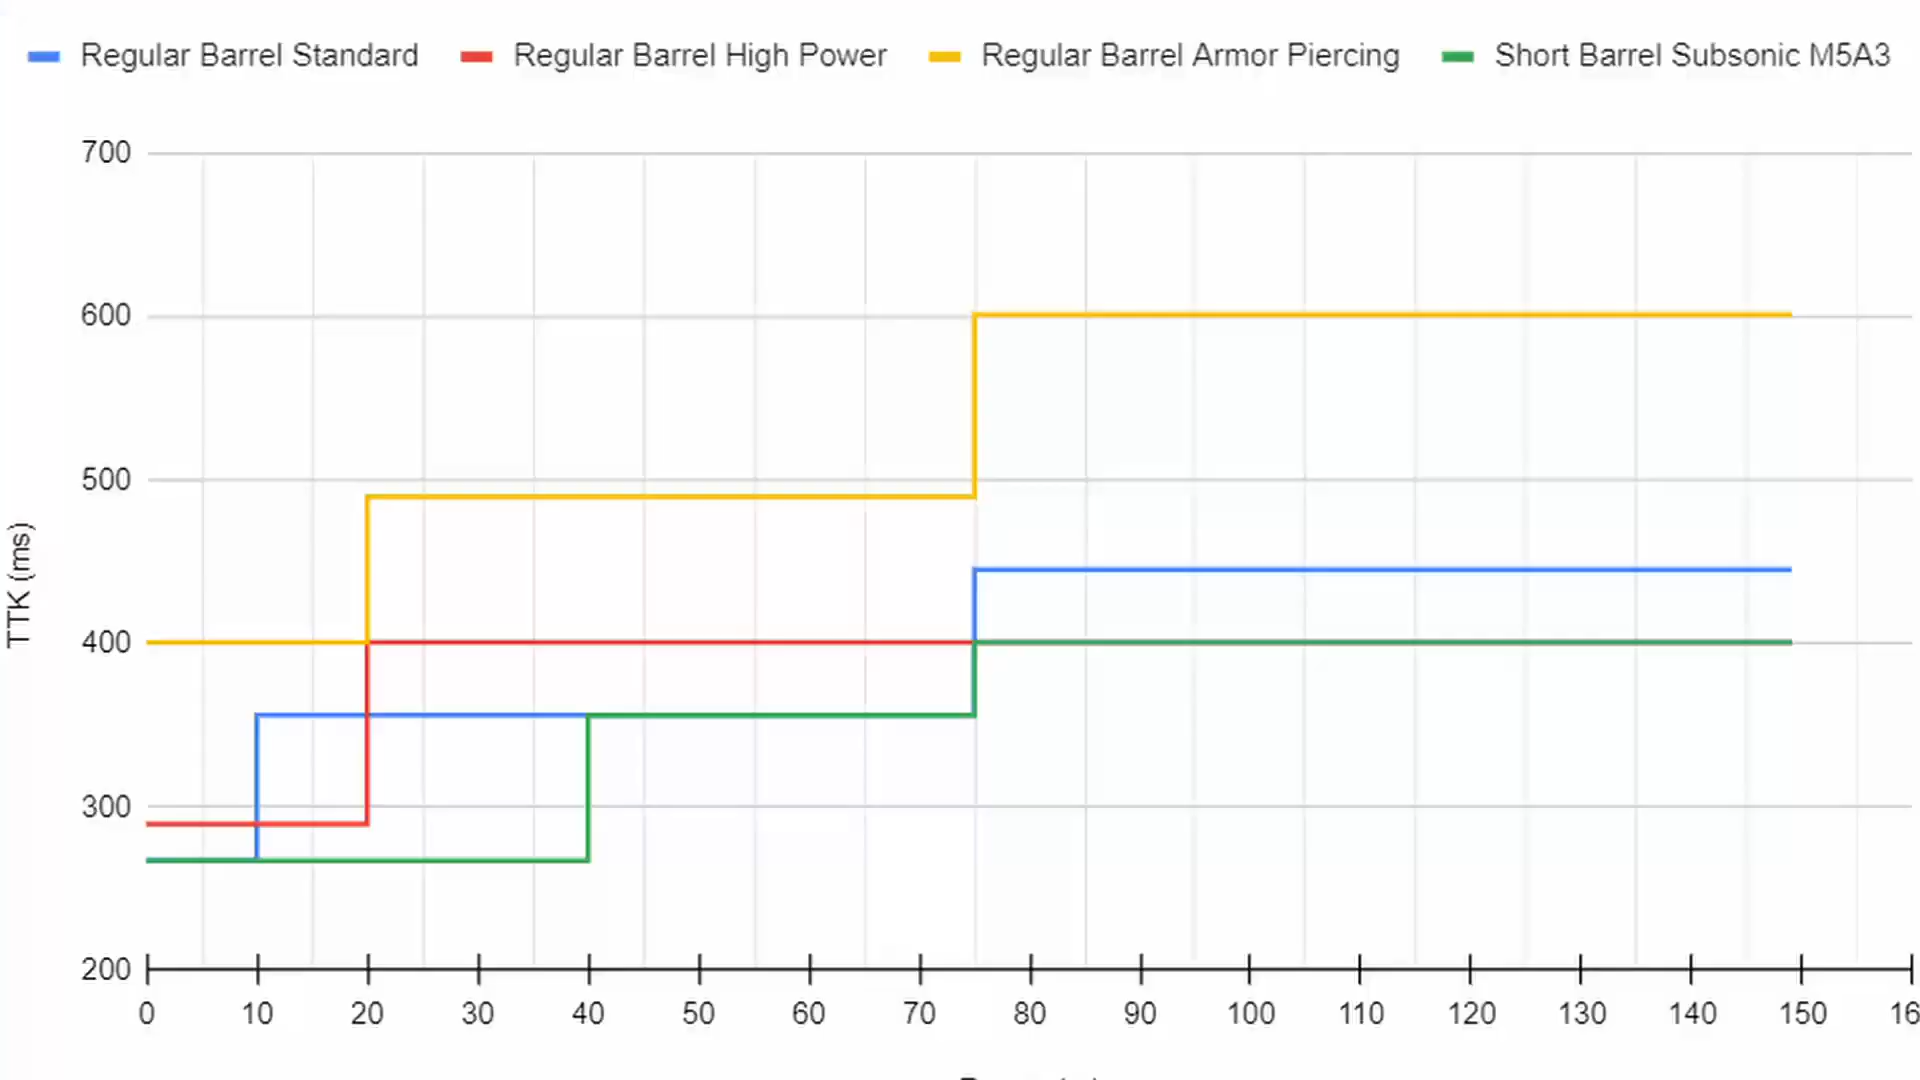 Regular Barrel Standard Regular Barrel High Power Regular Barrel Armor Piercing Short Barrel Subsonic M5A3
700
600
500
400
300
200
TTK (ms)
0 10 20 30 40 50 60 70 80 90 100 110 120 130 140 150 16